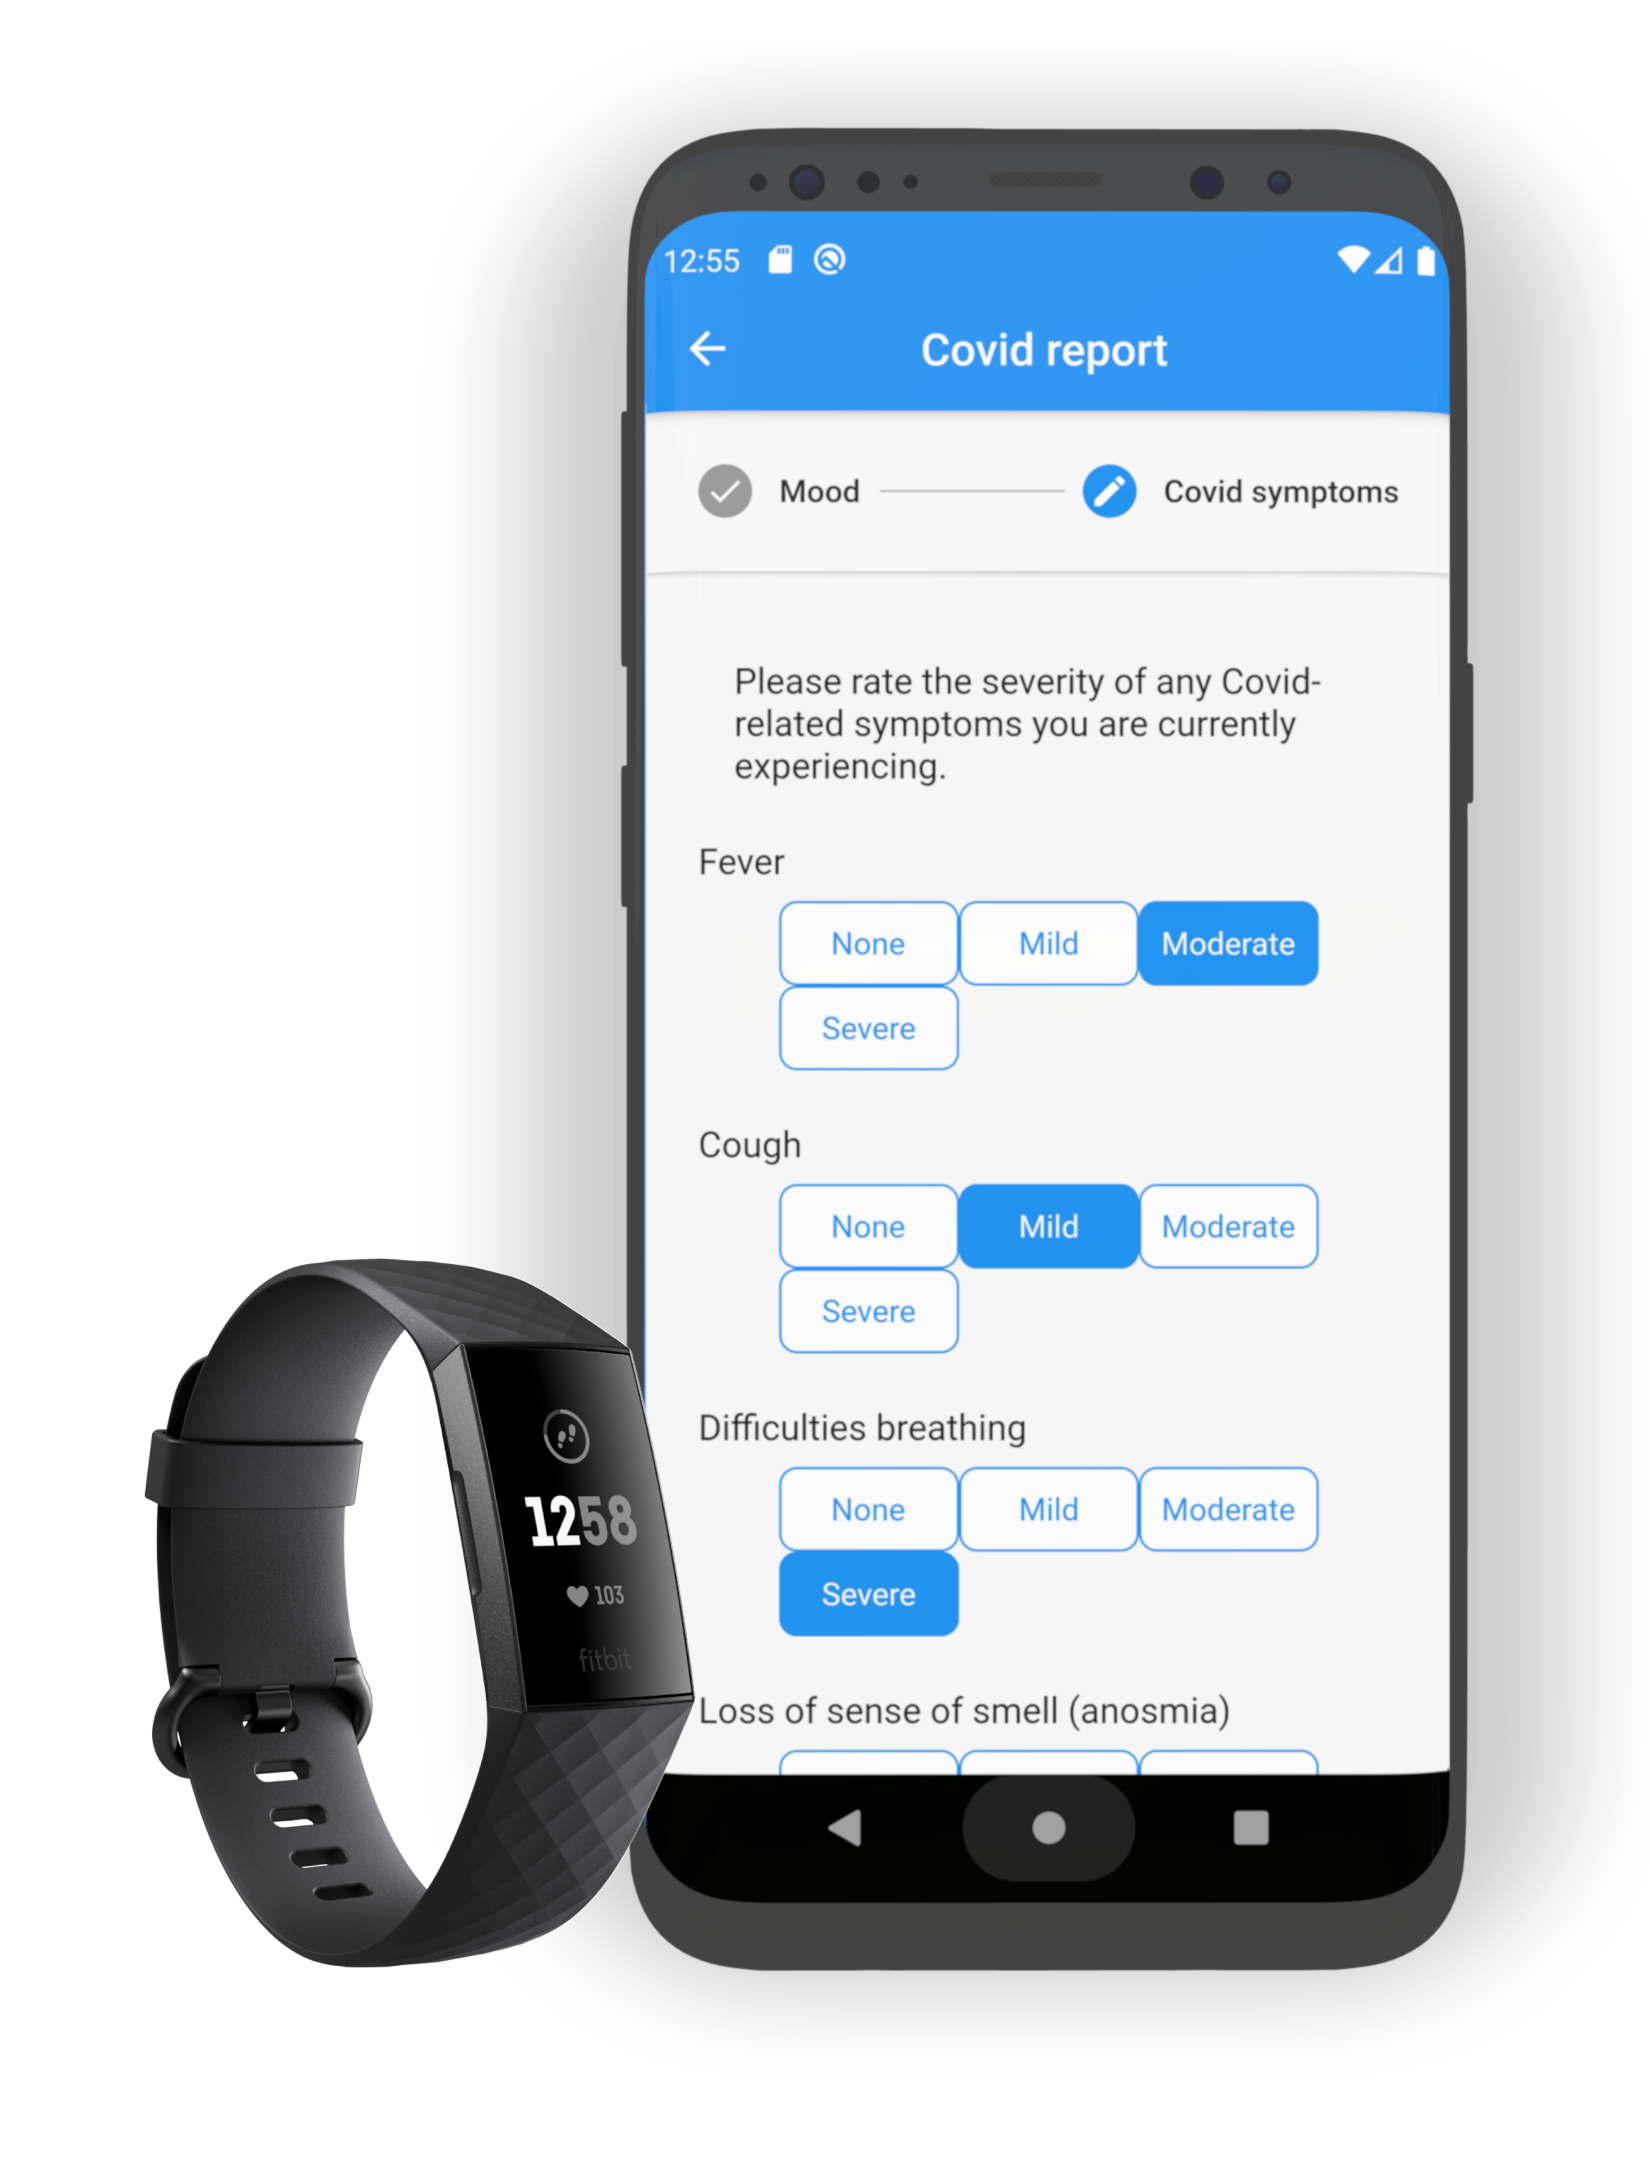 12:55
Covid report
Mood
Covid symptoms
Please rate the severity of any Covid-
related symptoms you are currently
experiencing.
Fever
None Mild Moderate
Severe
Cough
None Mild Moderate
Severe
Difficulties breathing
None Mild Moderate
Severe
Loss of sense of smell (anosmia)
1258
103
fitbit